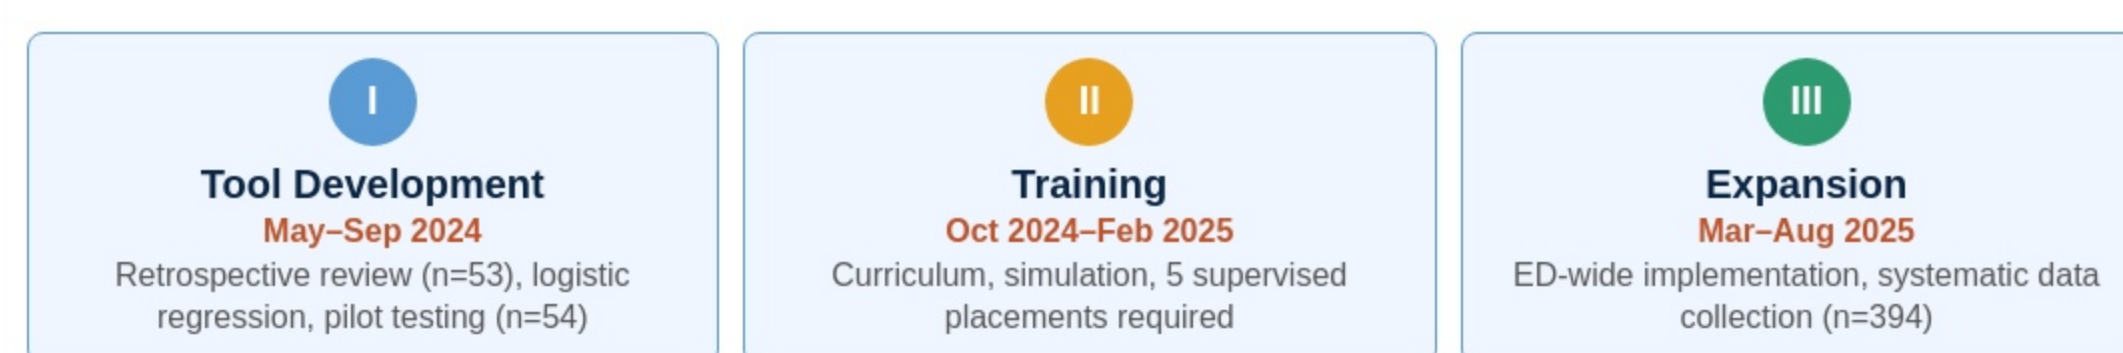 I
Tool Development
May–Sep 2024
Retrospective review (n=53), logistic
regression, pilot testing (n=54)
II
Training
Oct 2024–Feb 2025
Curriculum, simulation, 5 supervised
placements required
III
Expansion
Mar–Aug 2025
ED-wide implementation, systematic data
collection (n=394)